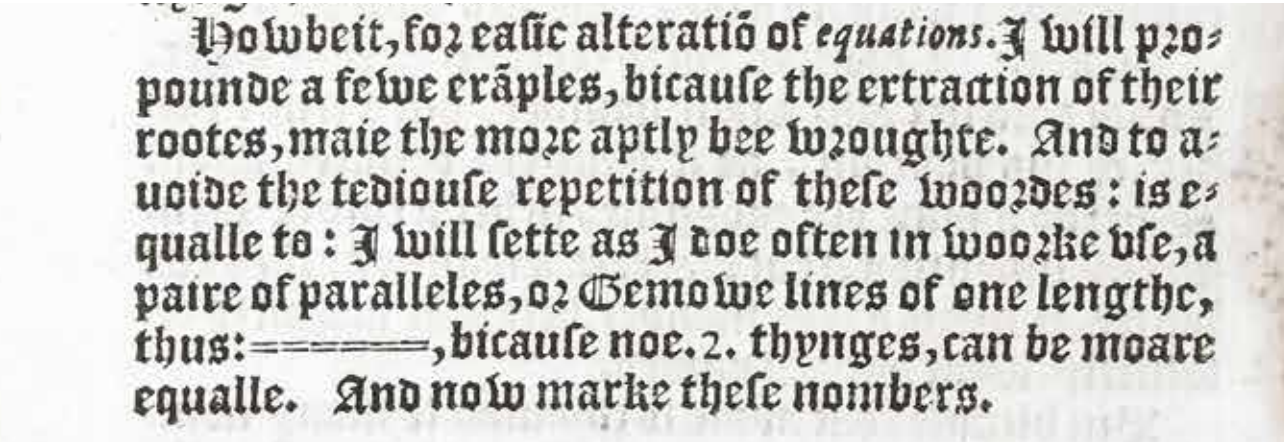 Howbeit, for easie alteratiõ of equations. I will pro-
pounde a fewe exãples, bicause the extraction of their
rootes, maie the more aptly bee wroughte. And to a-
uoide the tediouse repetition of these woordes : is e-
qualle to : I will sette as I doe often in woorke vse, a
paire of paralleles, or Gemowe lines of one lengthe,
thus: ======, bicause noe. 2. thynges, can be moare
equalle. And now marke these nombers.